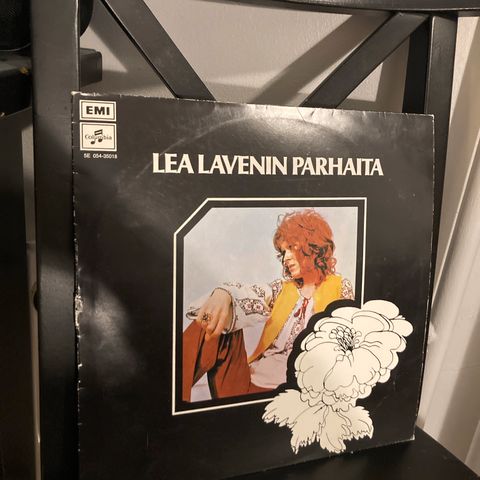 EMI
Columbia
5E 054-35018
LEA LAVENIN PARHAITA